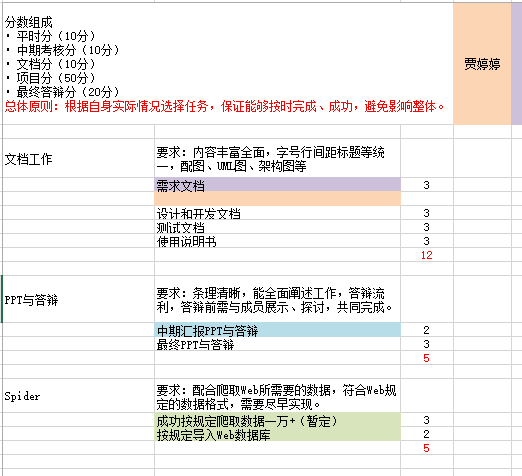 分数组成
• 平时分（10分）
• 中期考核分（10分）
• 文档分（10分）
• 项目分（50分）
• 最终答辩分（20分）
总体原则：根据自身实际情况选择任务，保证能够按时完成、成功，避免影响整体。
贾婷婷
文档工作
要求：内容丰富全面，字号行间距标题等统
一，配图、UML图、架构图等
需求文档 3
设计和开发文档 3
测试文档 3
使用说明书 3
12
PPT与答辩
要求：条理清晰，能全面阐述工作，答辩流
利，答辩前需与成员展示、探讨，共同完成。
中期汇报PPT与答辩 2
最终PPT与答辩 3
5
Spider
要求：配合爬取Web所需要的数据，符合Web规
定的数据格式，需要尽早实现。
成功按规定爬取数据一万+（暂定） 3
按规定导入Web数据库 2
5